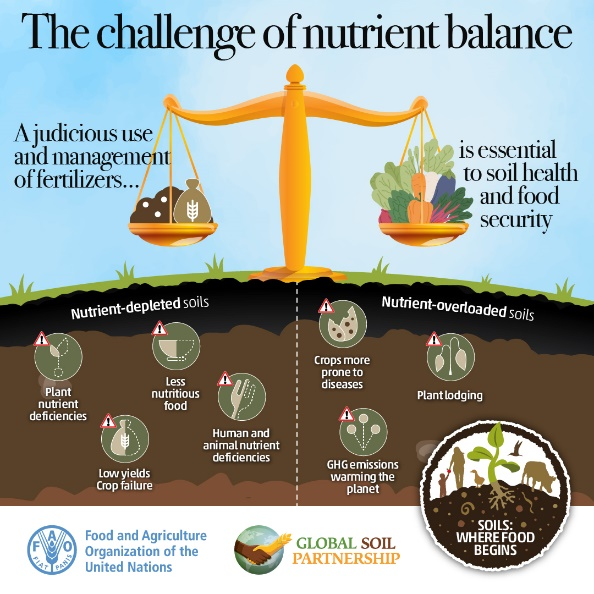 The challenge of nutrient balance
A judicious use
and management
of fertilizers...
is essential
to soil health
and food
security
Nutrient-depleted soils
Nutrient-overloaded soils
Plant
nutrient
deficiencies
Less
nutritious
food
Human and
animal nutrient
deficiencies
Low yields
Crop failure
Crops more
prone to
diseases
Plant lodging
GHG emissions
warming the
planet
SOILS:
WHERE FOOD
BEGINS
F A O
FIAT PANIS
Food and Agriculture
Organization of the
United Nations
GLOBAL SOIL
PARTNERSHIP